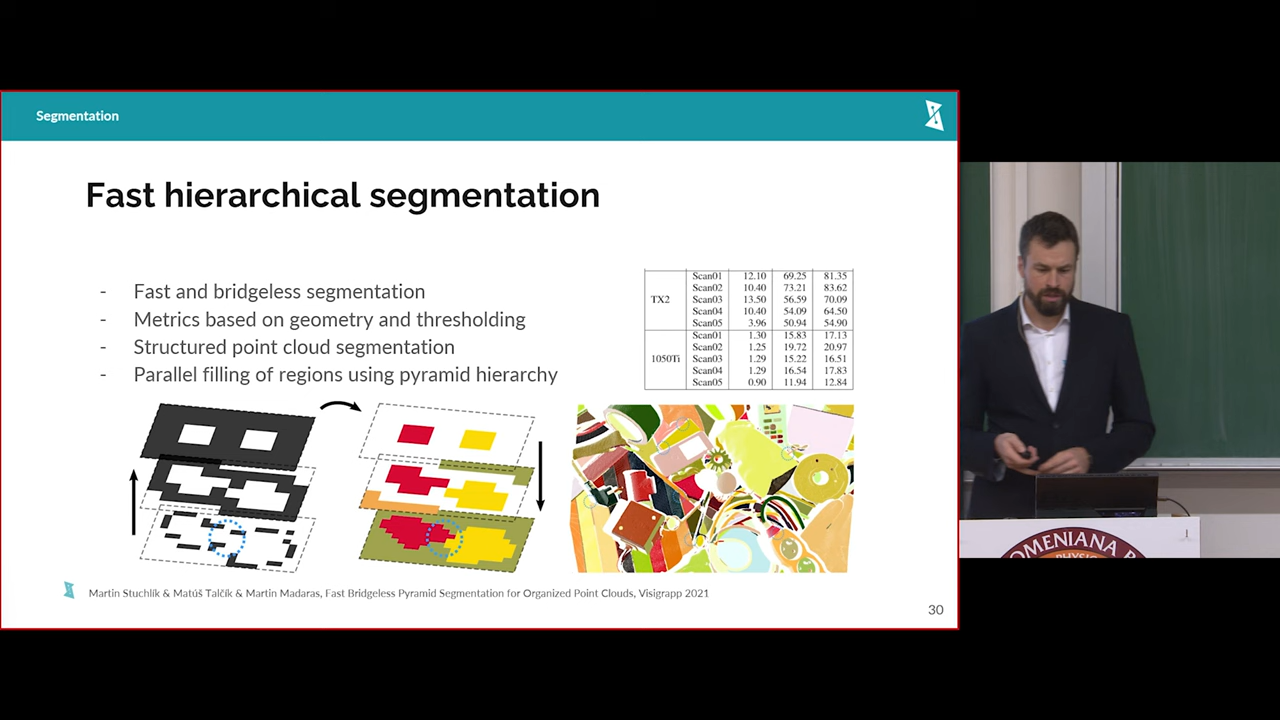 Segmentation
Fast hierarchical segmentation
- Fast and bridgeless segmentation
- Metrics based on geometry and thresholding
- Structured point cloud segmentation
- Parallel filling of regions using pyramid hierarchy
TX2
Scan01 12.10 69.25 81.35
Scan02 10.40 73.21 83.62
Scan03 13.50 56.59 70.09
Scan04 10.40 54.09 64.50
Scan05 3.96 50.94 54.90
1050Ti
Scan01 1.30 15.83 17.13
Scan02 1.25 19.72 20.97
Scan03 1.29 15.22 16.51
Scan04 1.29 16.54 17.83
Scan05 0.90 11.94 12.84
Martin Stuchlík & Matúš Talčík & Martin Madaras, Fast Bridgeless Pyramid Segmentation for Organized Point Clouds, Visigrapp 2021
30
OMENIANA
PHYSIC
1